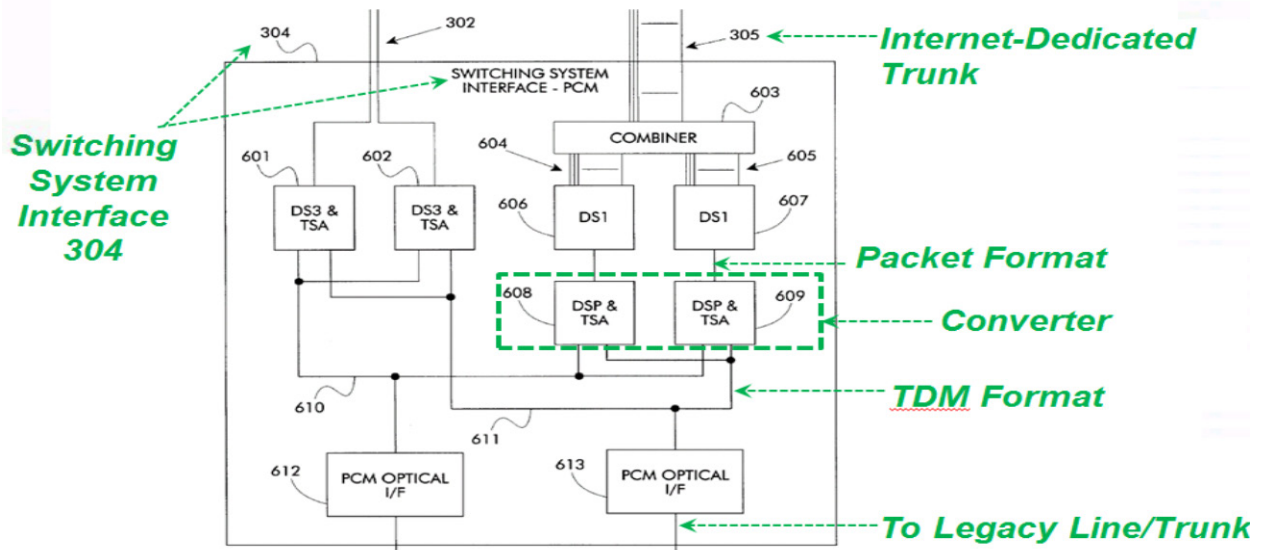 304
302
305
Internet-Dedicated
Trunk
SWITCHING SYSTEM
INTERFACE - PCM
603
COMBINER
Switching
System
Interface
304
601
602
604
605
DS3 &
TSA
DS3 &
TSA
606
DS1
DS1
607
Packet Format
608
DSP &
TSA
DSP &
TSA
609
Converter
610
611
TDM Format
612
PCM OPTICAL
I/F
613
PCM OPTICAL
I/F
To Legacy Line/Trunk